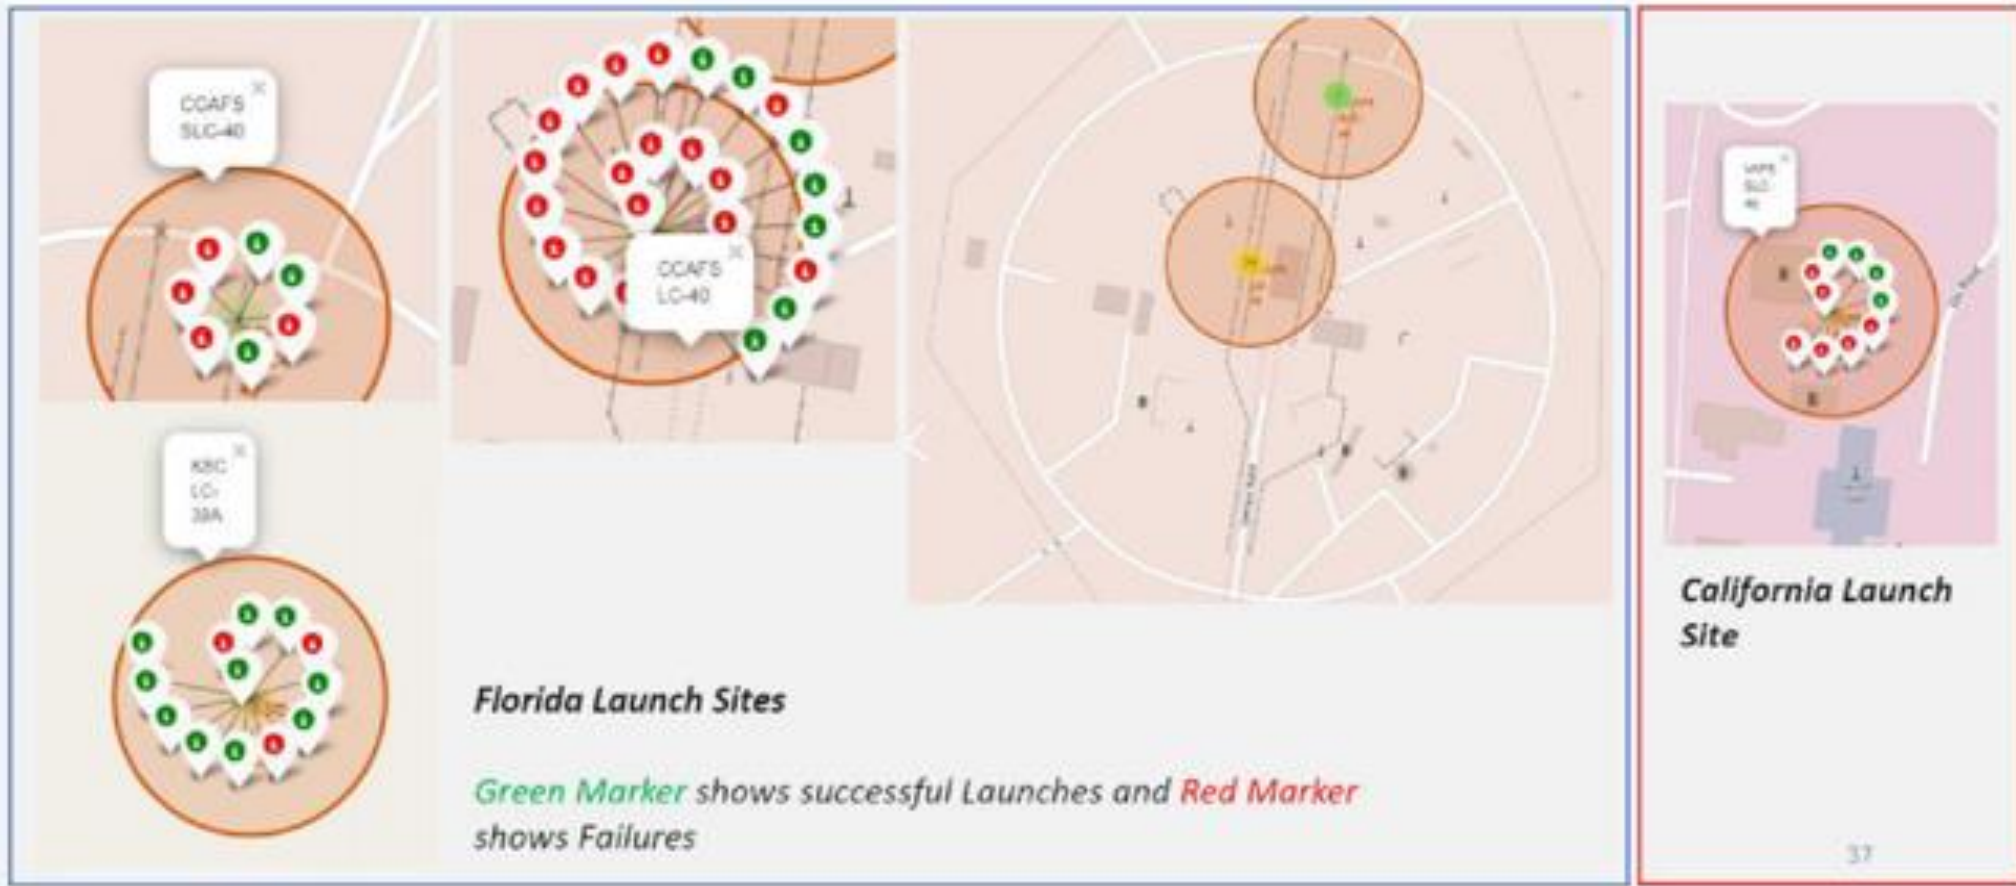 CCAFS
SLC-40
CCAFS
LC-40
KSC
LC-
39A
SLC
Florida Launch Sites
Green Marker shows successful Launches and Red Marker
shows Failures
California Launch
Site
37